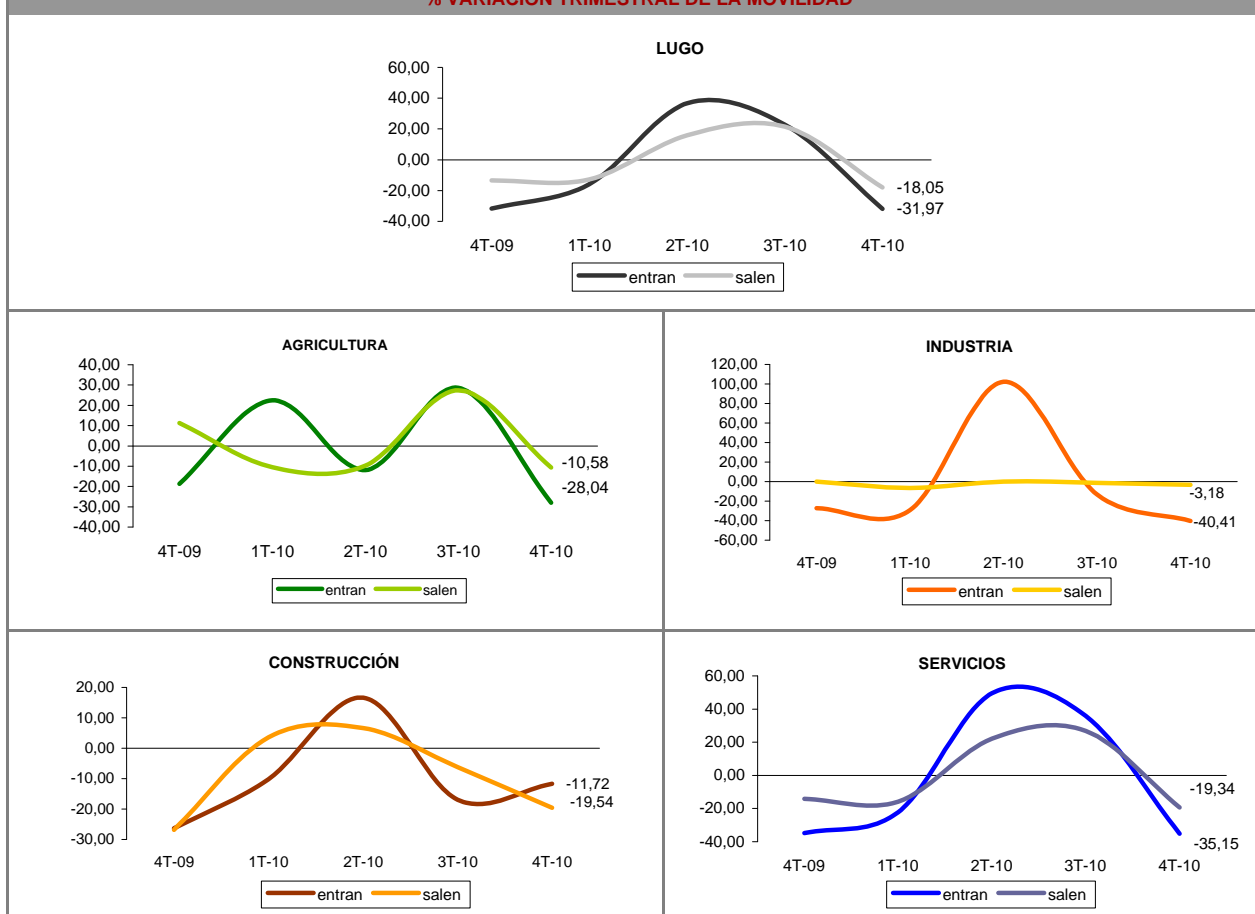 % VARIACIÓN TRIMESTRAL DE LA MOVILIDAD
LUGO
60,00
40,00
20,00
0,00
-20,00
-40,00
-18,05
-31,97
4T-09 1T-10 2T-10 3T-10 4T-10
entran salen
AGRICULTURA
40,00
30,00
20,00
10,00
0,00
-10,00
-20,00
-30,00
-40,00
-10,58
-28,04
4T-09 1T-10 2T-10 3T-10 4T-10
entran salen
INDUSTRIA
120,00
100,00
80,00
60,00
40,00
20,00
0,00
-20,00
-40,00
-60,00
-3,18
-40,41
4T-09 1T-10 2T-10 3T-10 4T-10
entran salen
CONSTRUCCIÓN
20,00
10,00
0,00
-10,00
-20,00
-30,00
-11,72
-19,54
4T-09 1T-10 2T-10 3T-10 4T-10
entran salen
SERVICIOS
60,00
40,00
20,00
0,00
-20,00
-40,00
-19,34
-35,15
4T-09 1T-10 2T-10 3T-10 4T-10
entran salen